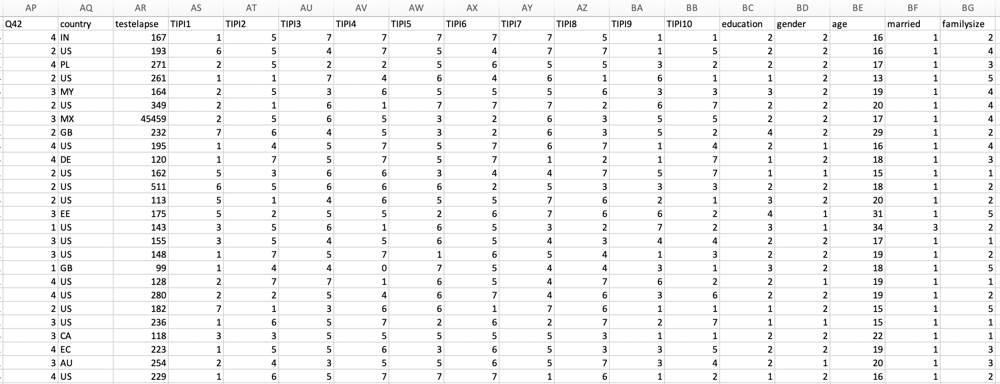 AP AQ AR AS AT AU AV AW AX AY AZ BA BB BC BD BE BF BG
Q42 country testelapse TIPI1 TIPI2 TIPI3 TIPI4 TIPI5 TIPI6 TIPI7 TIPI8 TIPI9 TIPI10 education gender age married familysize
4 IN 167 1 5 7 7 7 7 7 5 1 1 2 2 16 1 2
2 US 193 6 5 4 7 5 4 7 7 1 5 2 2 16 1 4
4 PL 271 2 5 2 2 5 6 5 5 3 2 2 2 17 1 3
2 US 261 1 1 7 4 6 4 6 1 6 1 1 2 13 1 5
3 MY 164 2 5 3 6 5 5 5 6 3 3 3 2 19 1 4
2 US 349 2 1 6 1 7 7 7 2 6 7 2 2 20 1 4
3 MX 45459 2 5 6 5 3 2 6 3 5 5 2 2 17 1 4
2 GB 232 7 6 4 5 3 2 6 3 5 2 4 2 29 1 2
4 US 195 1 4 5 7 5 7 6 7 1 4 2 1 16 1 4
4 DE 120 1 7 5 7 5 7 1 2 1 7 1 2 18 1 3
2 US 162 5 3 6 6 3 4 4 7 5 7 1 1 15 1 1
2 US 511 6 5 6 6 6 2 5 3 3 3 2 2 18 1 2
2 US 113 5 1 4 6 5 5 7 6 2 1 3 2 20 1 2
3 EE 175 5 2 5 5 2 6 7 6 6 2 4 1 31 1 5
1 US 143 3 5 6 1 6 5 3 2 7 2 3 1 34 3 2
3 US 155 3 5 4 5 6 5 4 3 4 4 2 2 17 1 1
3 US 148 1 7 5 7 1 6 5 4 1 3 2 2 19 1 2
1 GB 99 1 4 4 0 7 5 4 4 3 1 3 2 18 1 5
4 US 128 2 7 7 1 6 5 4 7 6 2 2 1 19 1 1
4 US 280 2 2 5 4 6 7 4 6 3 6 2 2 19 1 2
2 US 182 7 1 3 6 6 1 7 6 1 1 1 2 15 1 5
3 US 236 1 6 5 7 2 6 2 7 2 7 1 1 15 1 1
3 CA 118 3 3 5 5 5 5 5 3 1 1 2 2 22 1 1
4 EC 223 1 5 5 6 3 6 5 3 3 5 2 2 19 1 3
3 AU 254 2 4 3 5 5 6 5 7 3 4 2 1 20 1 3
4 US 229 1 6 5 7 7 7 1 6 1 2 1 2 16 1 2